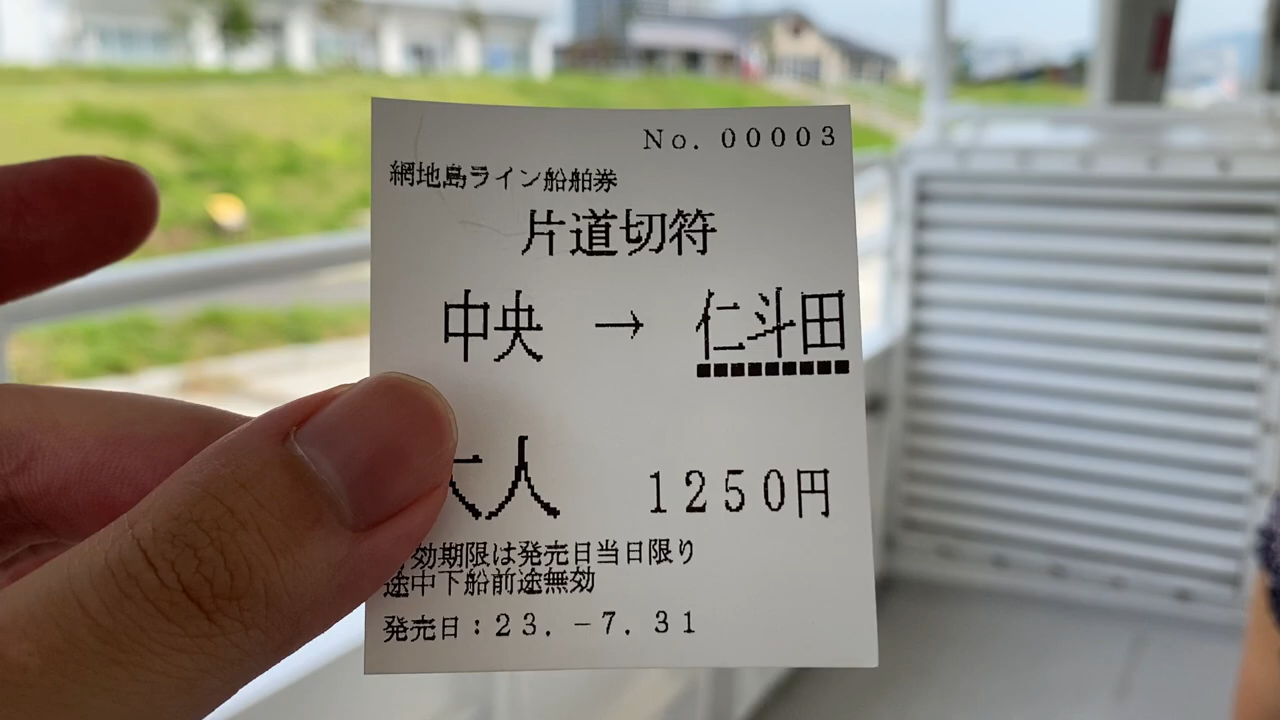 No. 00003
網地島ライン船舶券
片道切符
中央 → 仁斗田
大人 1250円
効期限は発売日当日限り
途中下船前途無効
発売日:23.-7.31